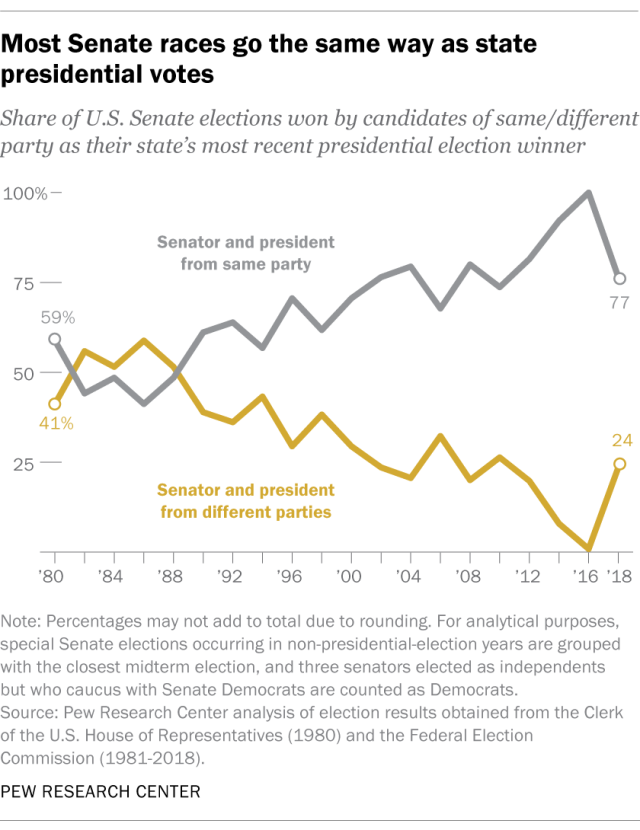 Most Senate races go the same way as state
presidential votes
Share of U.S. Senate elections won by candidates of same/different
party as their state’s most recent presidential election winner
100%
Senator and president
from same party
75
77
59%
50
41%
24
25
Senator and president
from different parties
’80 ’84 ’88 ’92 ’96 ’00 ’04 ’08 ’12 ’16 ’18
Note: Percentages may not add to total due to rounding. For analytical purposes,
special Senate elections occurring in non-presidential-election years are grouped
with the closest midterm election, and three senators elected as independents
but who caucus with Senate Democrats are counted as Democrats.
Source: Pew Research Center analysis of election results obtained from the Clerk
of the U.S. House of Representatives (1980) and the Federal Election
Commission (1981-2018).
PEW RESEARCH CENTER